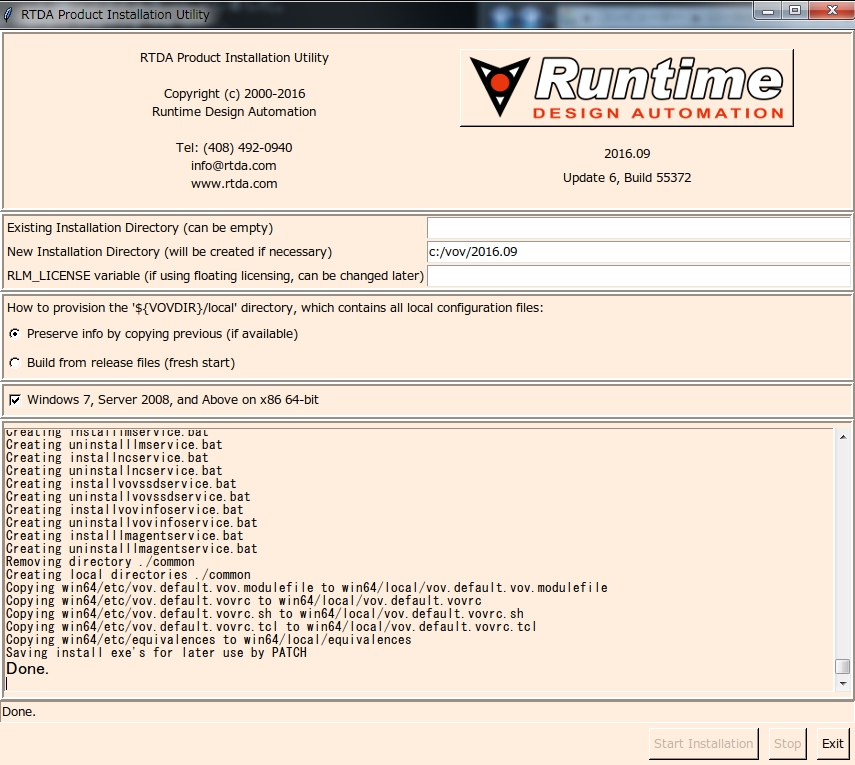 RTDA Product Installation Utility
RTDA Product Installation Utility
Copyright (c) 2000-2016
Runtime Design Automation
Tel: (408) 492-0940
info@rtda.com
www.rtda.com
Runtime
DESIGN AUTOMATION
2016.09
Update 6, Build 55372
Existing Installation Directory (can be empty)
New Installation Directory (will be created if necessary) c:/vov/2016.09
RLM_LICENSE variable (if using floating licensing, can be changed later)
How to provision the '${VOVDIR}/local' directory, which contains all local configuration files:
Preserve info by copying previous (if available)
Build from release files (fresh start)
Windows 7, Server 2008, and Above on x86 64-bit
Creating installlmservice.bat
Creating uninstalllmservice.bat
Creating installncservice.bat
Creating uninstallncservice.bat
Creating installvovssdservice.bat
Creating uninstallvovssdservice.bat
Creating installvovinfoservice.bat
Creating uninstallvovinfoservice.bat
Creating installlmagentservice.bat
Creating uninstalllmagentservice.bat
Removing directory ./common
Creating local directories ./common
Copying win64/etc/vov.default.vov.modulefile to win64/local/vov.default.vov.modulefile
Copying win64/etc/vov.default.vovrc to win64/local/vov.default.vovrc
Copying win64/etc/vov.default.vovrc.sh to win64/local/vov.default.vovrc.sh
Copying win64/etc/vov.default.vovrc.tcl to win64/local/vov.default.vovrc.tcl
Copying win64/etc/equivalences to win64/local/equivalences
Saving install exe's for later use by PATCH
Done.
Done.
Start Installation Stop Exit